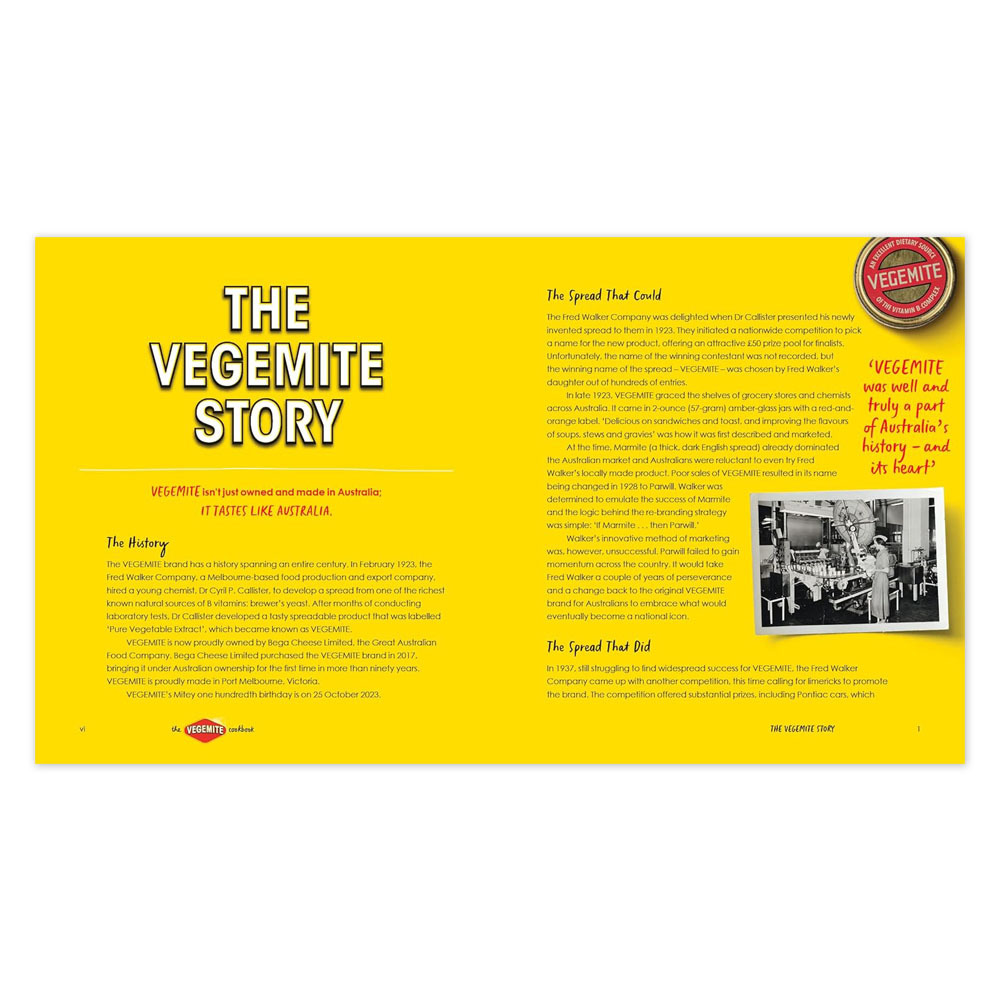 THE
VEGEMITE
STORY
VEGEMITE isn't just owned and made in Australia;
IT TASTES LIKE AUSTRALIA.
The History
The VEGEMITE brand has a history spanning an entire century. In February 1923, the
Fred Walker Company, a Melbourne-based food production and export company,
hired a young chemist, Dr Cyril P. Callister, to develop a spread from one of the richest
known natural sources of B vitamins: brewer's yeast. After months of conducting
laboratory tests, Dr Callister developed a tasty spreadable product that was labelled
'Pure Vegetable Extract', which became known as VEGEMITE.
VEGEMITE is now proudly owned by Bega Cheese Limited, the Great Australian
Food Company. Bega Cheese Limited purchased the VEGEMITE brand in 2017,
bringing it under Australian ownership for the first time in more than ninety years.
VEGEMITE is proudly made in Port Melbourne, Victoria.
VEGEMITE's Mitey one hundredth birthday is on 25 October 2023.
vi
the VEGEMITE cookbook
The Spread That Could
The Fred Walker Company was delighted when Dr Callister presented his newly
invented spread to them in 1923. They initiated a nationwide competition to pick
a name for the new product, offering an attractive £50 prize pool for finalists.
Unfortunately, the name of the winning contestant was not recorded, but
the winning name of the spread – VEGEMITE – was chosen by Fred Walker's
daughter out of hundreds of entries.
In late 1923, VEGEMITE graced the shelves of grocery stores and chemists
across Australia. It came in 2-ounce (57-gram) amber-glass jars with a red-and-
orange label. 'Delicious on sandwiches and toast, and improving the flavours
of soups, stews and gravies' was how it was first described and marketed.
At the time, Marmite (a thick, dark English spread) already dominated
the Australian market and Australians were reluctant to even try Fred
Walker's locally made product. Poor sales of VEGEMITE resulted in its name
being changed in 1928 to Parwill. Walker was
determined to emulate the success of Marmite
and the logic behind the re-branding strategy
was simple: 'If Marmite . . . then Parwill.'
Walker's innovative method of marketing
was, however, unsuccessful. Parwill failed to gain
momentum across the country. It would take
Fred Walker a couple of years of perseverance
and a change back to the original VEGEMITE
brand for Australians to embrace what would
eventually become a national icon.
The Spread That Did
In 1937, still struggling to find widespread success for VEGEMITE, the Fred Walker
Company came up with another competition, this time calling for limericks to promote
the brand. The competition offered substantial prizes, including Pontiac cars, which
AN EXCELLENT DIETARY SOURCE
VEGEMITE
OF THE VITAMIN B COMPLEX
'VEGEMITE
was well and
truly a part
of Australia's
history – and
its heart'
THE VEGEMITE STORY
1